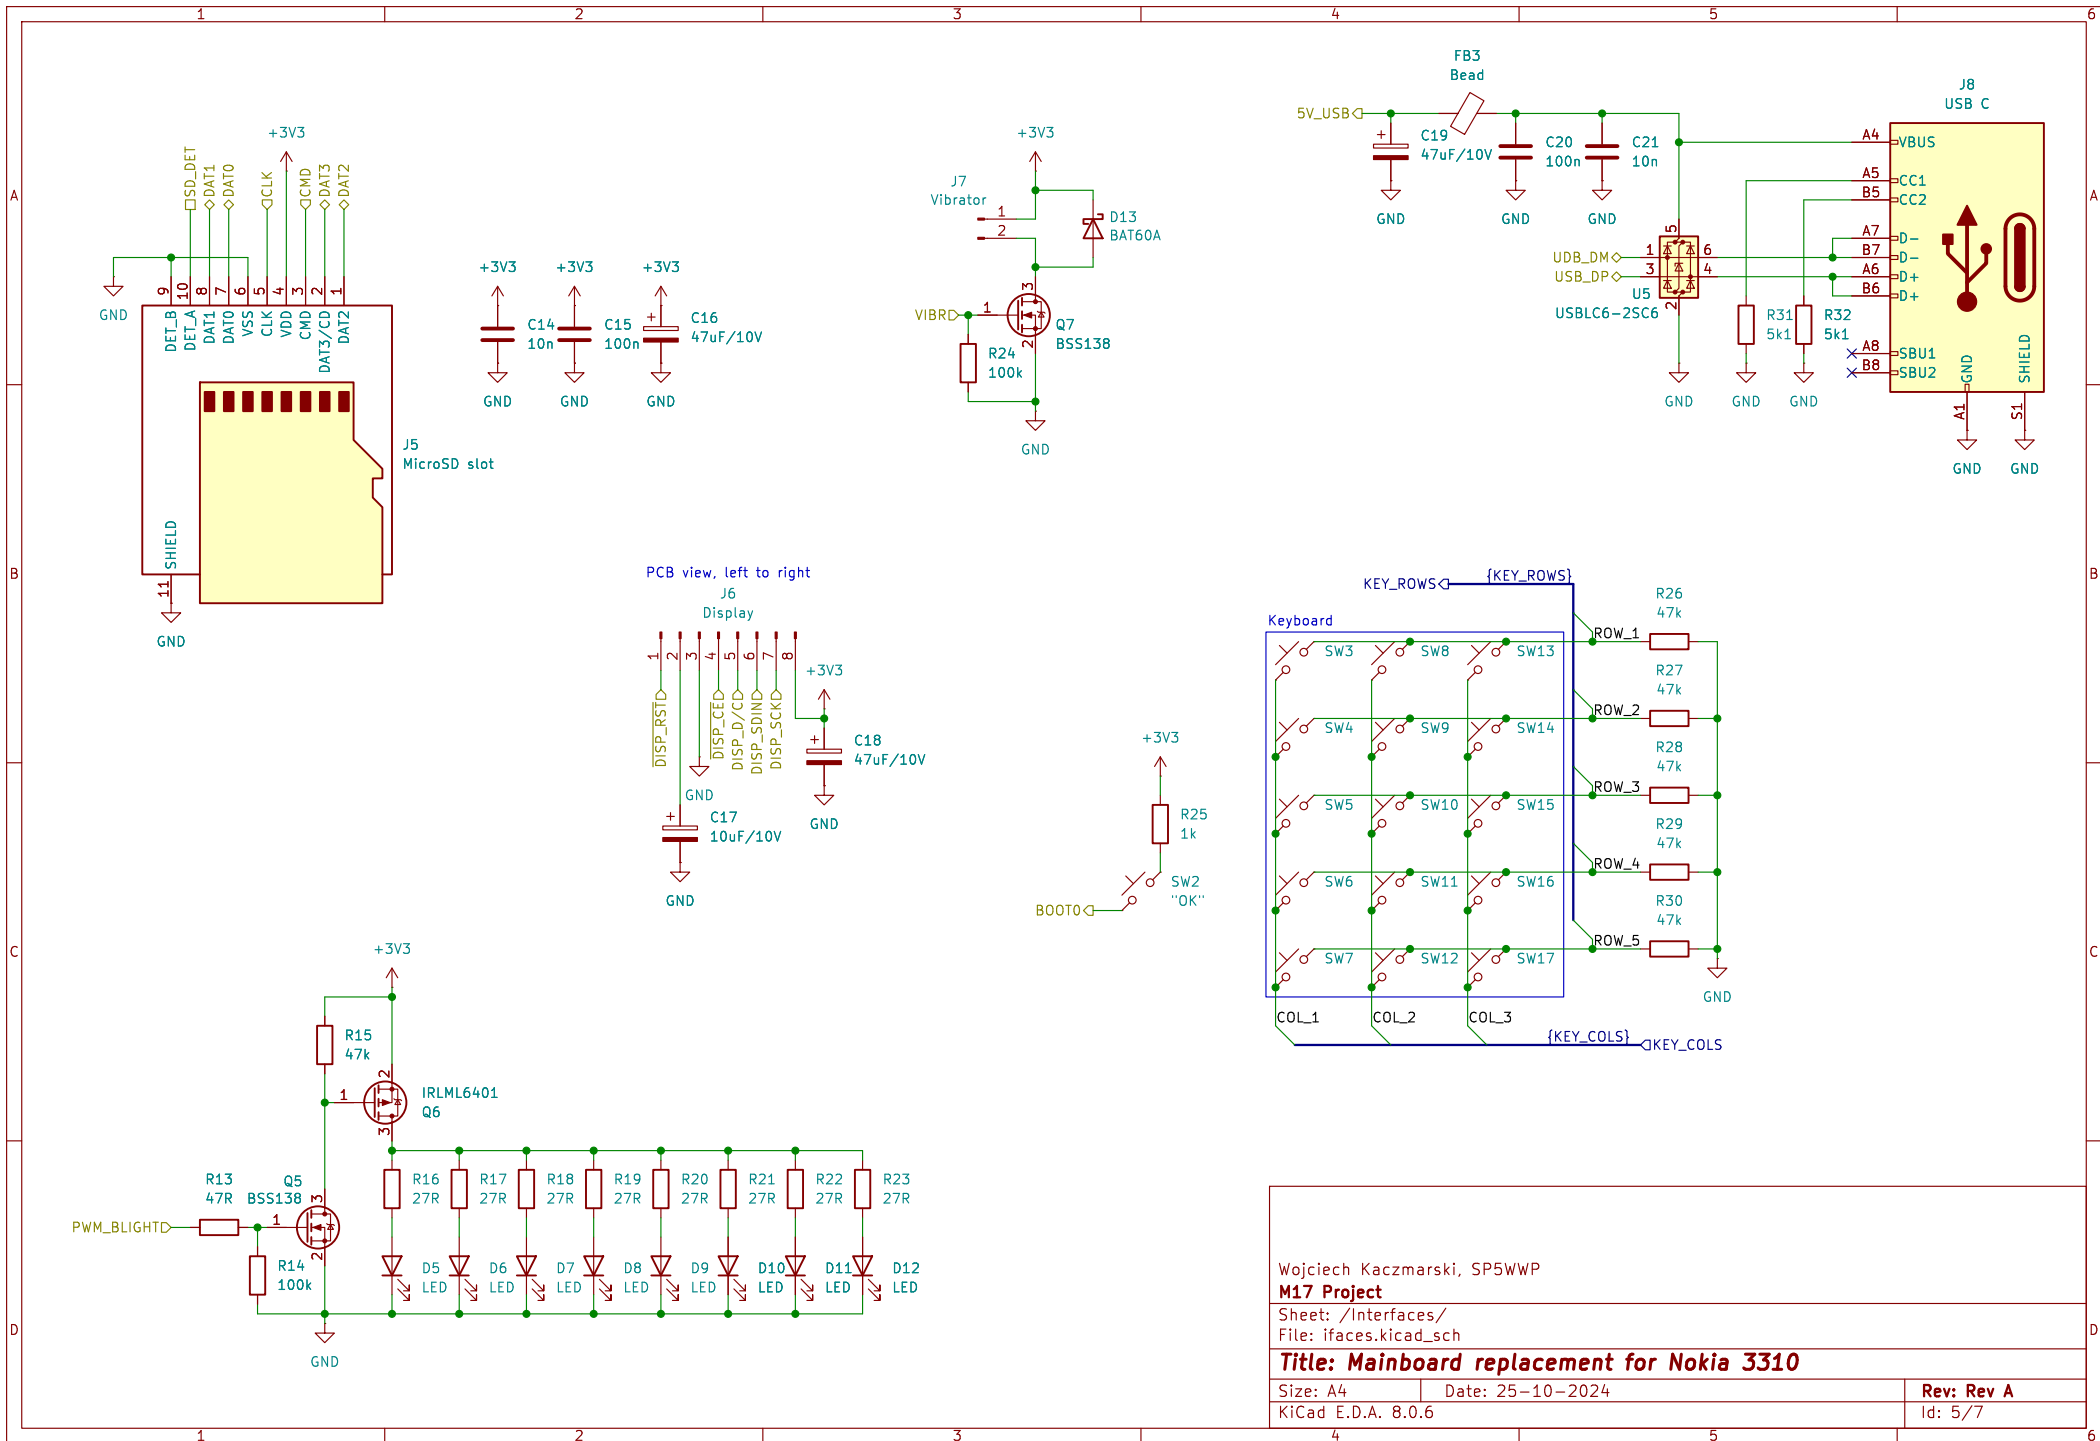 1
2
3
4
5
6
A
B
C
D
+3V3
SD_DET
DAT1
DAT0
CLK
CMD
DAT3
DAT2
GND
9
10
8
7
6
5
4
3
2
1
DET_B
DET_A
DAT1
DAT0
VSS
CLK
VDD
CMD
DAT3/CD
DAT2
J5
MicroSD slot
SHIELD
11
GND
+3V3
C14
10n
GND
+3V3
C15
100n
GND
+3V3
+
C16
47uF/10V
GND
+3V3
J7
Vibrator
1
2
D13
BAT60A
VIBR
1
3
2
Q7
BSS138
R24
100k
GND
FB3
Bead
5V_USB
+
C19
47uF/10V
GND
C20
100n
GND
C21
10n
GND
J8
USB C
A4
VBUS
A5
CC1
B5
CC2
A7
D-
B7
D-
A6
D+
B6
D+
A8
SBU1
B8
SBU2
GND
SHIELD
A1
S1
GND
GND
UDB_DM
USB_DP
1
3
5
6
4
2
U5
USBLC6-2SC6
GND
R31
5k1
GND
R32
5k1
GND
PCB view, left to right
J6
Display
1
2
3
4
5
6
7
8
DISP_RST
DISP_CE
DISP_D/C
DISP_SDIN
DISP_SCK
GND
+3V3
+
C18
47uF/10V
GND
+
C17
10uF/10V
GND
+3V3
R25
1k
SW2
"OK"
BOOT0
KEY_ROWS
{KEY_ROWS}
Keyboard
SW3
SW8
SW13
ROW_1
R26
47k
SW4
SW9
SW14
ROW_2
R27
47k
SW5
SW10
SW15
ROW_3
R28
47k
SW6
SW11
SW16
ROW_4
R29
47k
SW7
SW12
SW17
ROW_5
R30
47k
GND
COL_1
COL_2
COL_3
{KEY_COLS}
KEY_COLS
+3V3
R15
47k
1
2
3
IRLML6401
Q6
R13
47R
Q5
BSS138
PWM_BLIGHT
1
3
2
R14
100k
GND
R16
27R
R17
27R
R18
27R
R19
27R
R20
27R
R21
27R
R22
27R
R23
27R
D5
LED
D6
LED
D7
LED
D8
LED
D9
LED
D10
LED
D11
LED
D12
LED
Wojciech Kaczmarski, SP5WWP
M17 Project
Sheet: /Interfaces/
File: ifaces.kicad_sch
Title: Mainboard replacement for Nokia 3310
Size: A4
Date: 25-10-2024
Rev: Rev A
KiCad E.D.A. 8.0.6
Id: 5/7
A
B
C
D
1
2
3
4
5
6